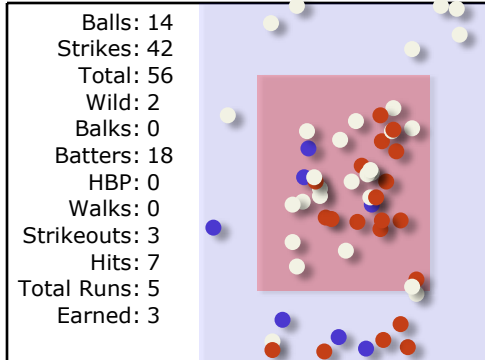 Balls: 14
Strikes: 42
Total: 56
Wild: 2
Balks: 0
Batters: 18
HBP: 0
Walks: 0
Strikeouts: 3
Hits: 7
Total Runs: 5
Earned: 3